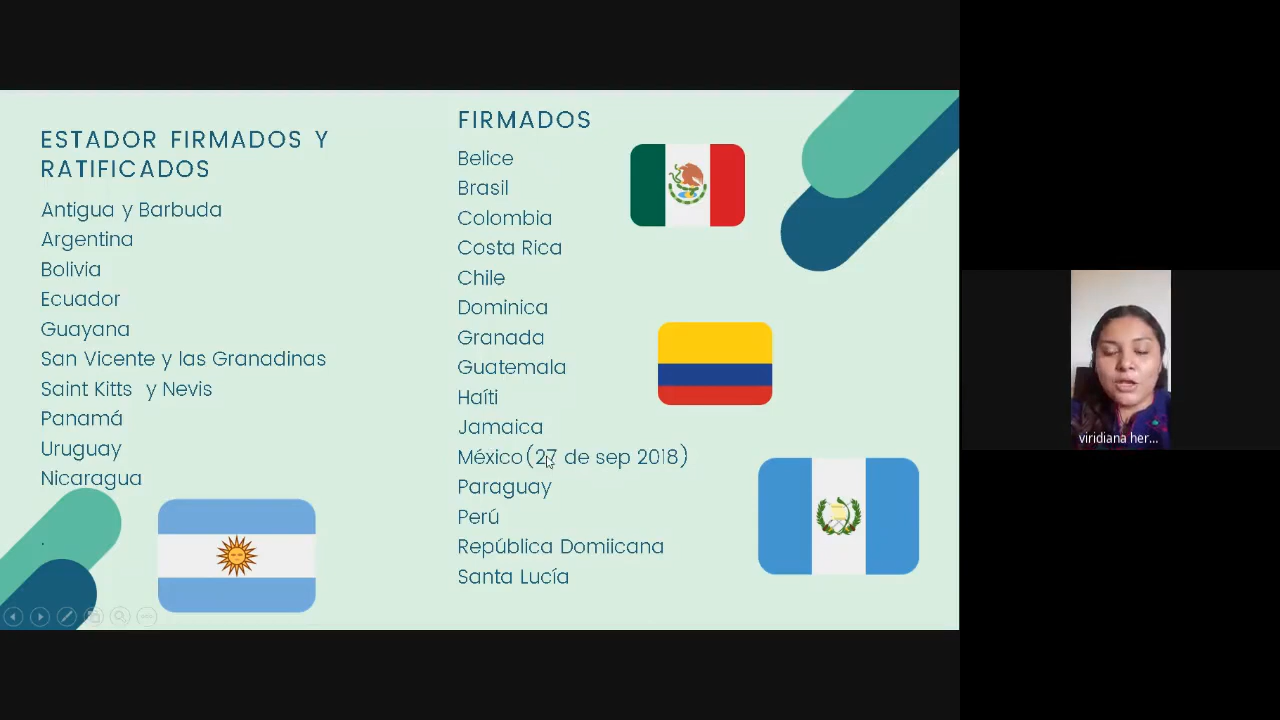 ESTADOR FIRMADOS Y
RATIFICADOS
Antigua y Barbuda
Argentina
Bolivia
Ecuador
Guayana
San Vicente y las Granadinas
Saint Kitts y Nevis
Panamá
Uruguay
Nicaragua
FIRMADOS
Belice
Brasil
Colombia
Costa Rica
Chile
Dominica
Granada
Guatemala
Haíti
Jamaica
México(27 de sep 2018)
Paraguay
Perú
República Domiicana
Santa Lucía
viridiana her...